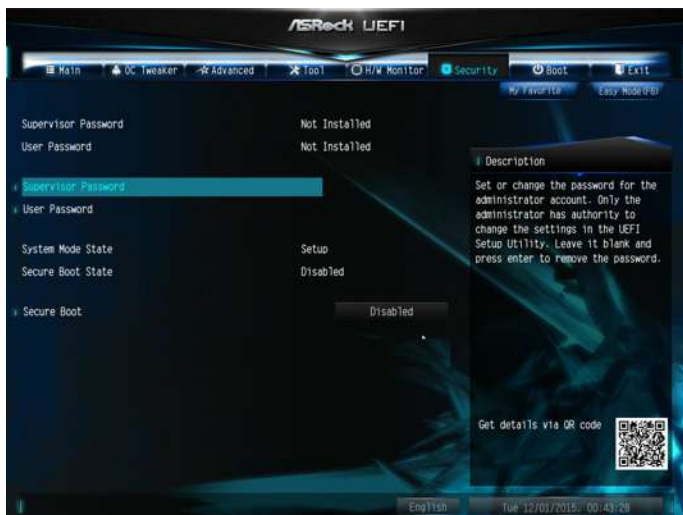 ASRock UEFI
Main OC Tweaker Advanced Tool H/W Monitor Security Boot Exit
My Favorite Easy Mode(F6)
Supervisor Password Not Installed
User Password Not Installed
Description
Supervisor Password
User Password
Set or change the password for the
administrator account. Only the
administrator has authority to
change the settings in the UEFI
Setup Utility. Leave it blank and
press enter to remove the password.
System Mode State Setup
Secure Boot State Disabled
Secure Boot Disabled
Get details via QR code
English Tue 12/01/2015. 00:43:28